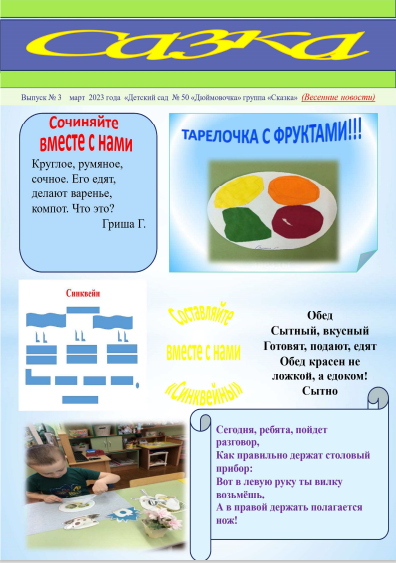 Сазка
Выпуск № 3 март 2023 года «Детский сад № 50 «Дюймовочка» группа «Сказка» (Весенние новости)
Сочиняйте
вместе с нами
Круглое, румяное,
сочное. Его едят,
делают варенье,
компот. Что это?
Гриша Г.
ТАРЕЛОЧКА С ФРУКТАМИ!!!
Синквейн
Составляйте
вместе с нами
«Синквейны»
Обед
Сытный, вкусный
Готовят, подают, едят
Обед красен не
ложкой, а едоком!
Сытно
Сегодня, ребята, пойдет
разговор,
Как правильно держат столовый
прибор:
Вот в левую руку ты вилку
возьмёшь,
А в правой держать полагается
нож!